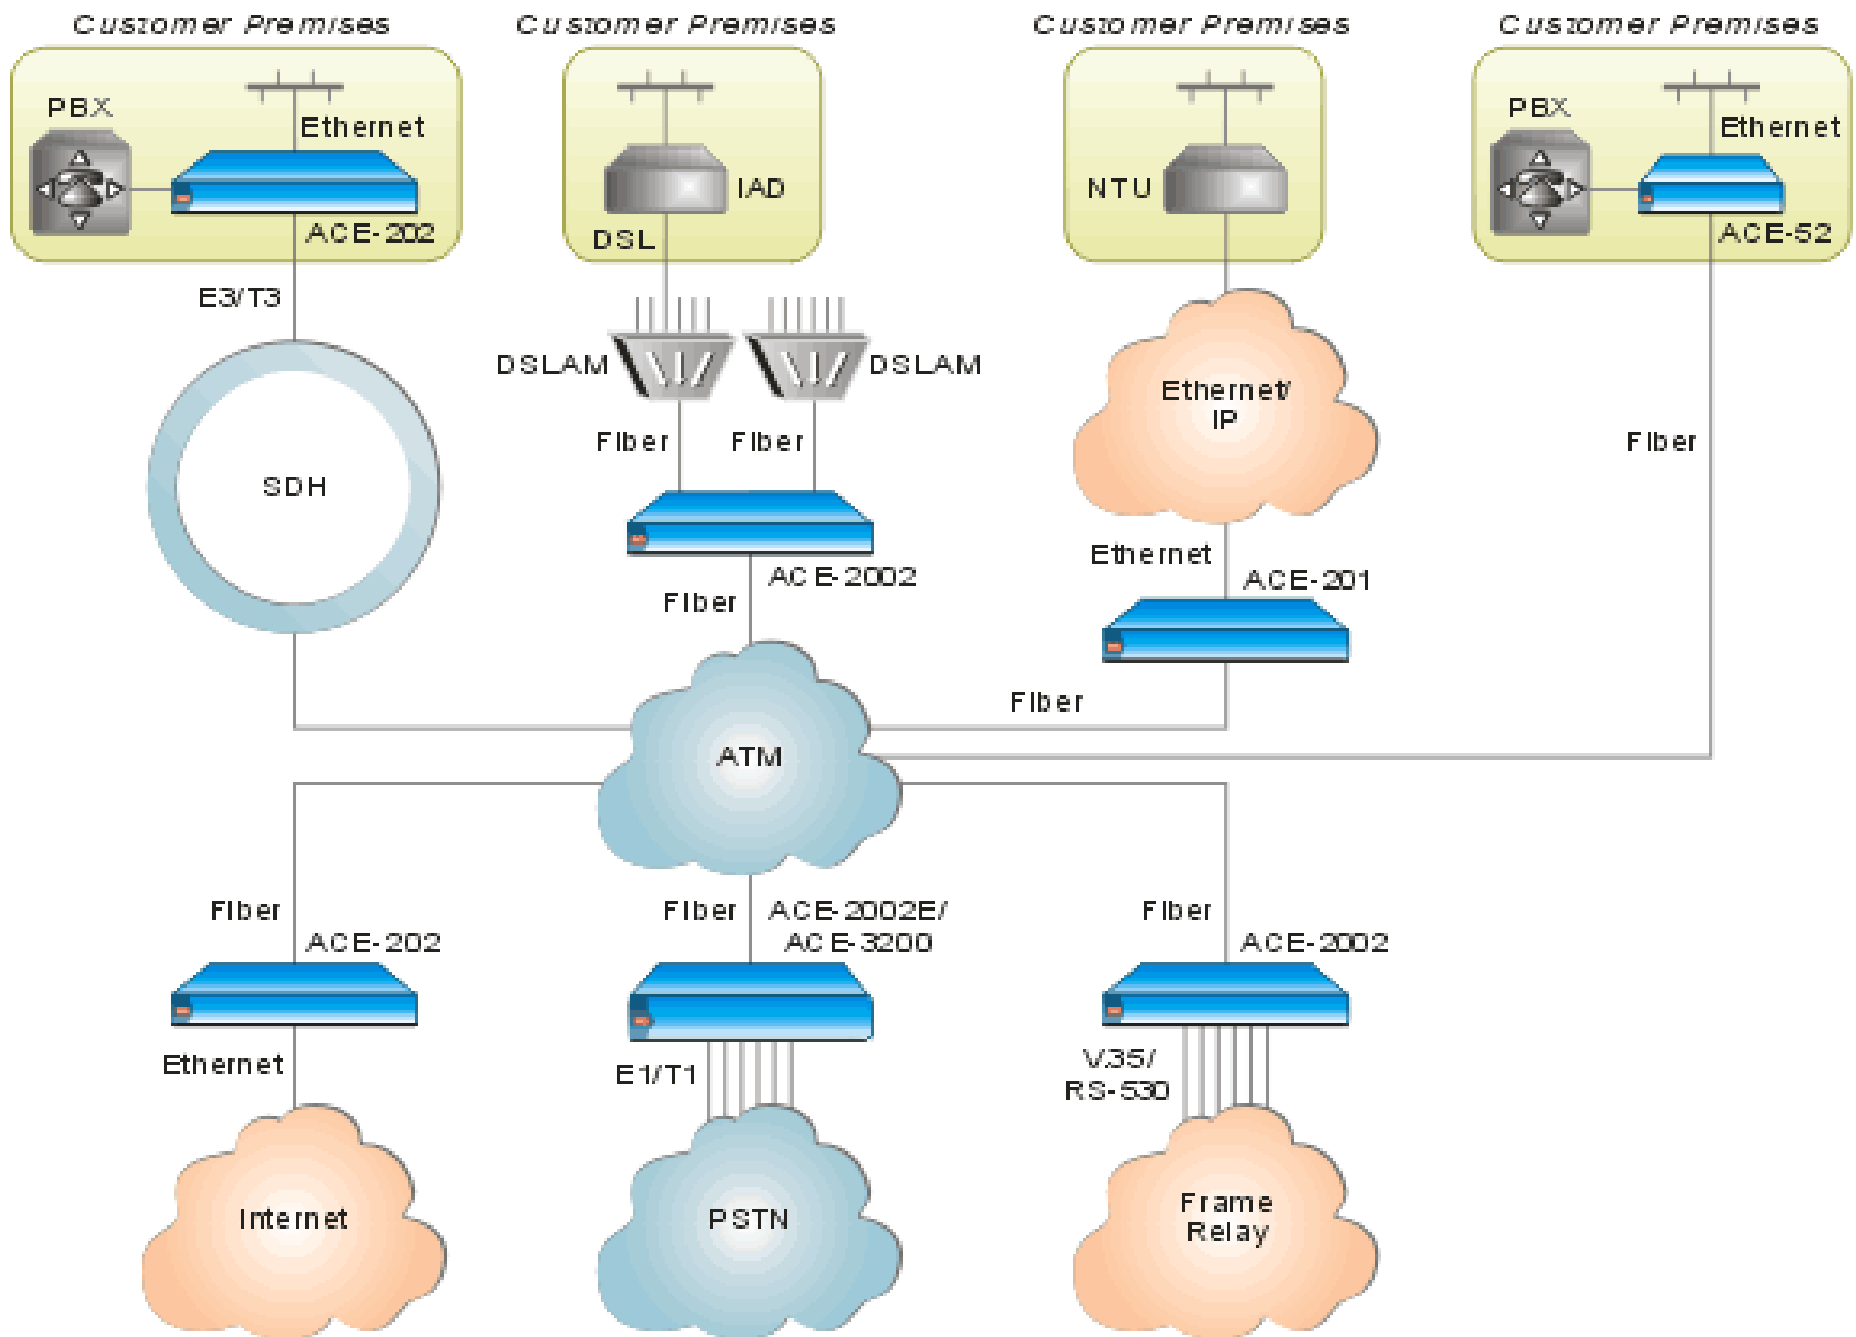 Customer Premises
Customer Premises
Customer Premises
Customer Premises
PBX
Ethernet
ACE-202
IAD
DSL
NTU
PBX
Ethernet
ACE-52
E3/T3
SDH
DSLAM
DSLAM
Fiber
Fiber
ACE-2002
Fiber
Ethernet/
IP
Ethernet
ACE-201
Fiber
Fiber
ATM
Fiber
ACE-202
Ethernet
Internet
Fiber
ACE-2002E/
ACE-3200
E1/T1
PSTN
Fiber
ACE-2002
V.35/
RS-530
Frame
Relay